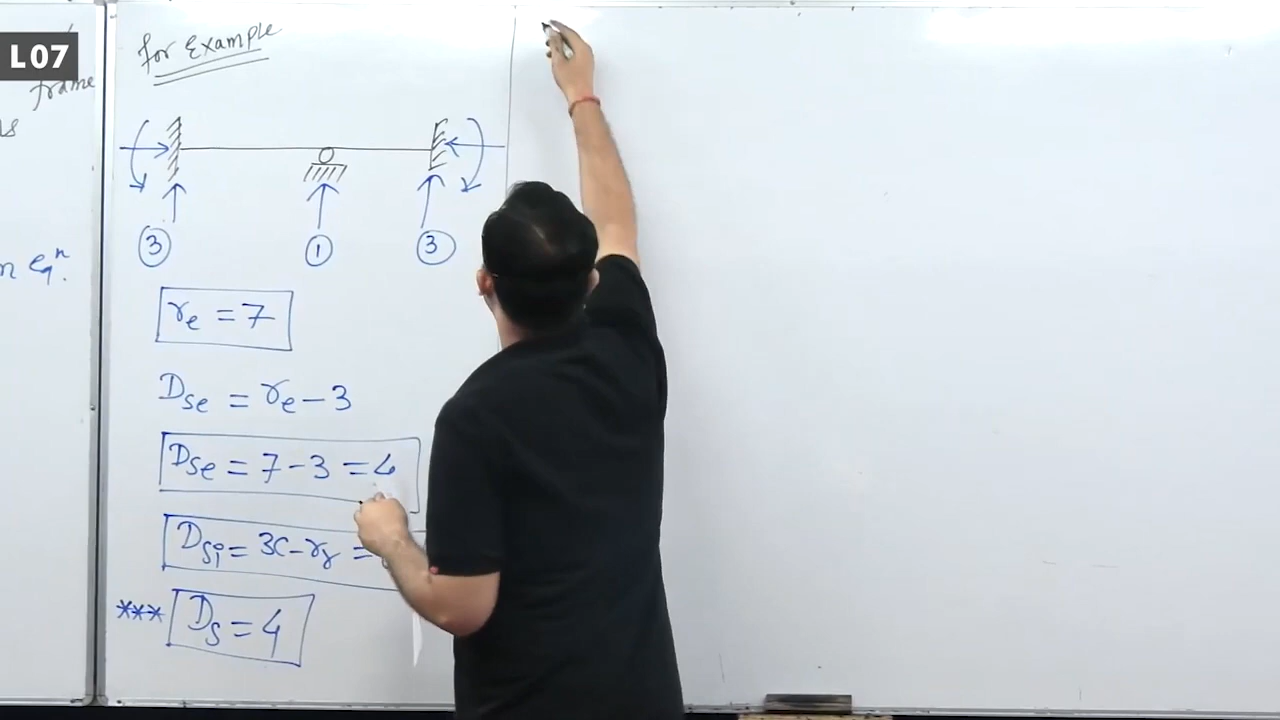 L07
frame
n eqⁿ.
for Example
3 1 3
re = 7
Dse = re - 3
Dse = 7 - 3 = 4
Dsi = 3C - rr =
*** Ds = 4